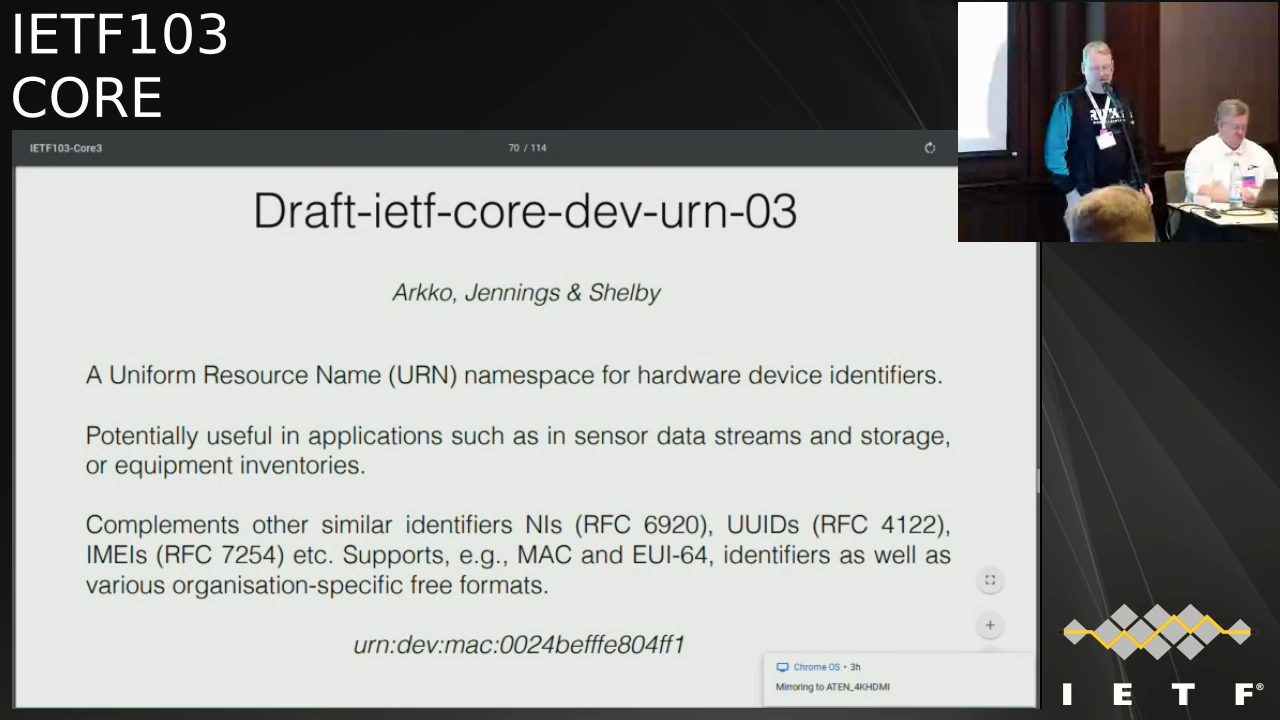 IETF103
CORE
IETF103-Core3
70 / 114
Draft-ietf-core-dev-urn-03
Arkko, Jennings & Shelby
A Uniform Resource Name (URN) namespace for hardware device identifiers.
Potentially useful in applications such as in sensor data streams and storage,
or equipment inventories.
Complements other similar identifiers NIs (RFC 6920), UUIDs (RFC 4122),
IMEIs (RFC 7254) etc. Supports, e.g., MAC and EUI-64, identifiers as well as
various organisation-specific free formats.
urn:dev:mac:0024befffe804ff1
Chrome OS • 3h
Mirroring to ATEN_4KHDMI
I E T F®